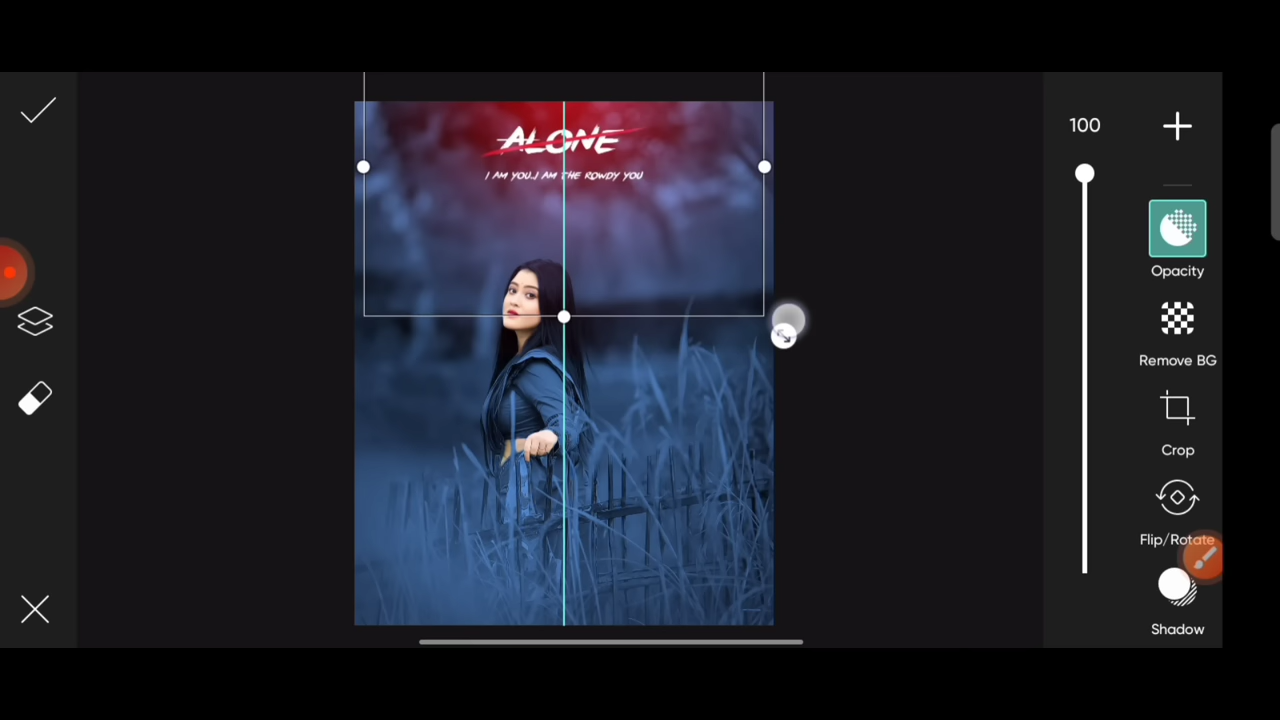 100
ALONE
I AM YOU..I AM THE ROWDY YOU
Opacity
Remove BG
Crop
Flip/Rotate
Shadow